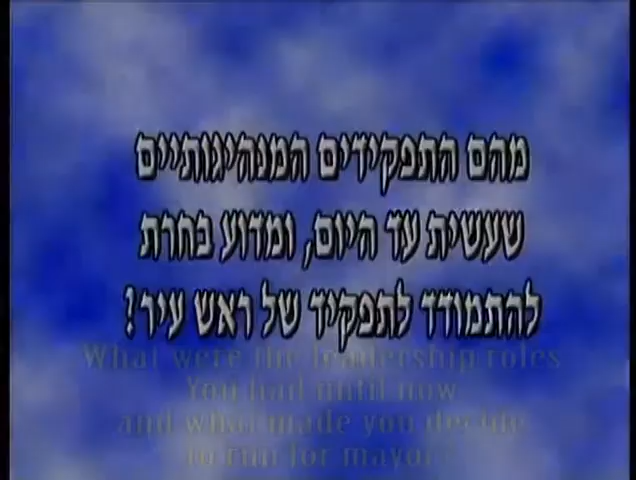 מהם התפקידים המנהיגותיים
שעשית עד היום, ומדוע בחרת
להתמודד לתפקיד של ראש עיר?
What were the leadership roles
You had until now
and what made you decide
to run for mayor?